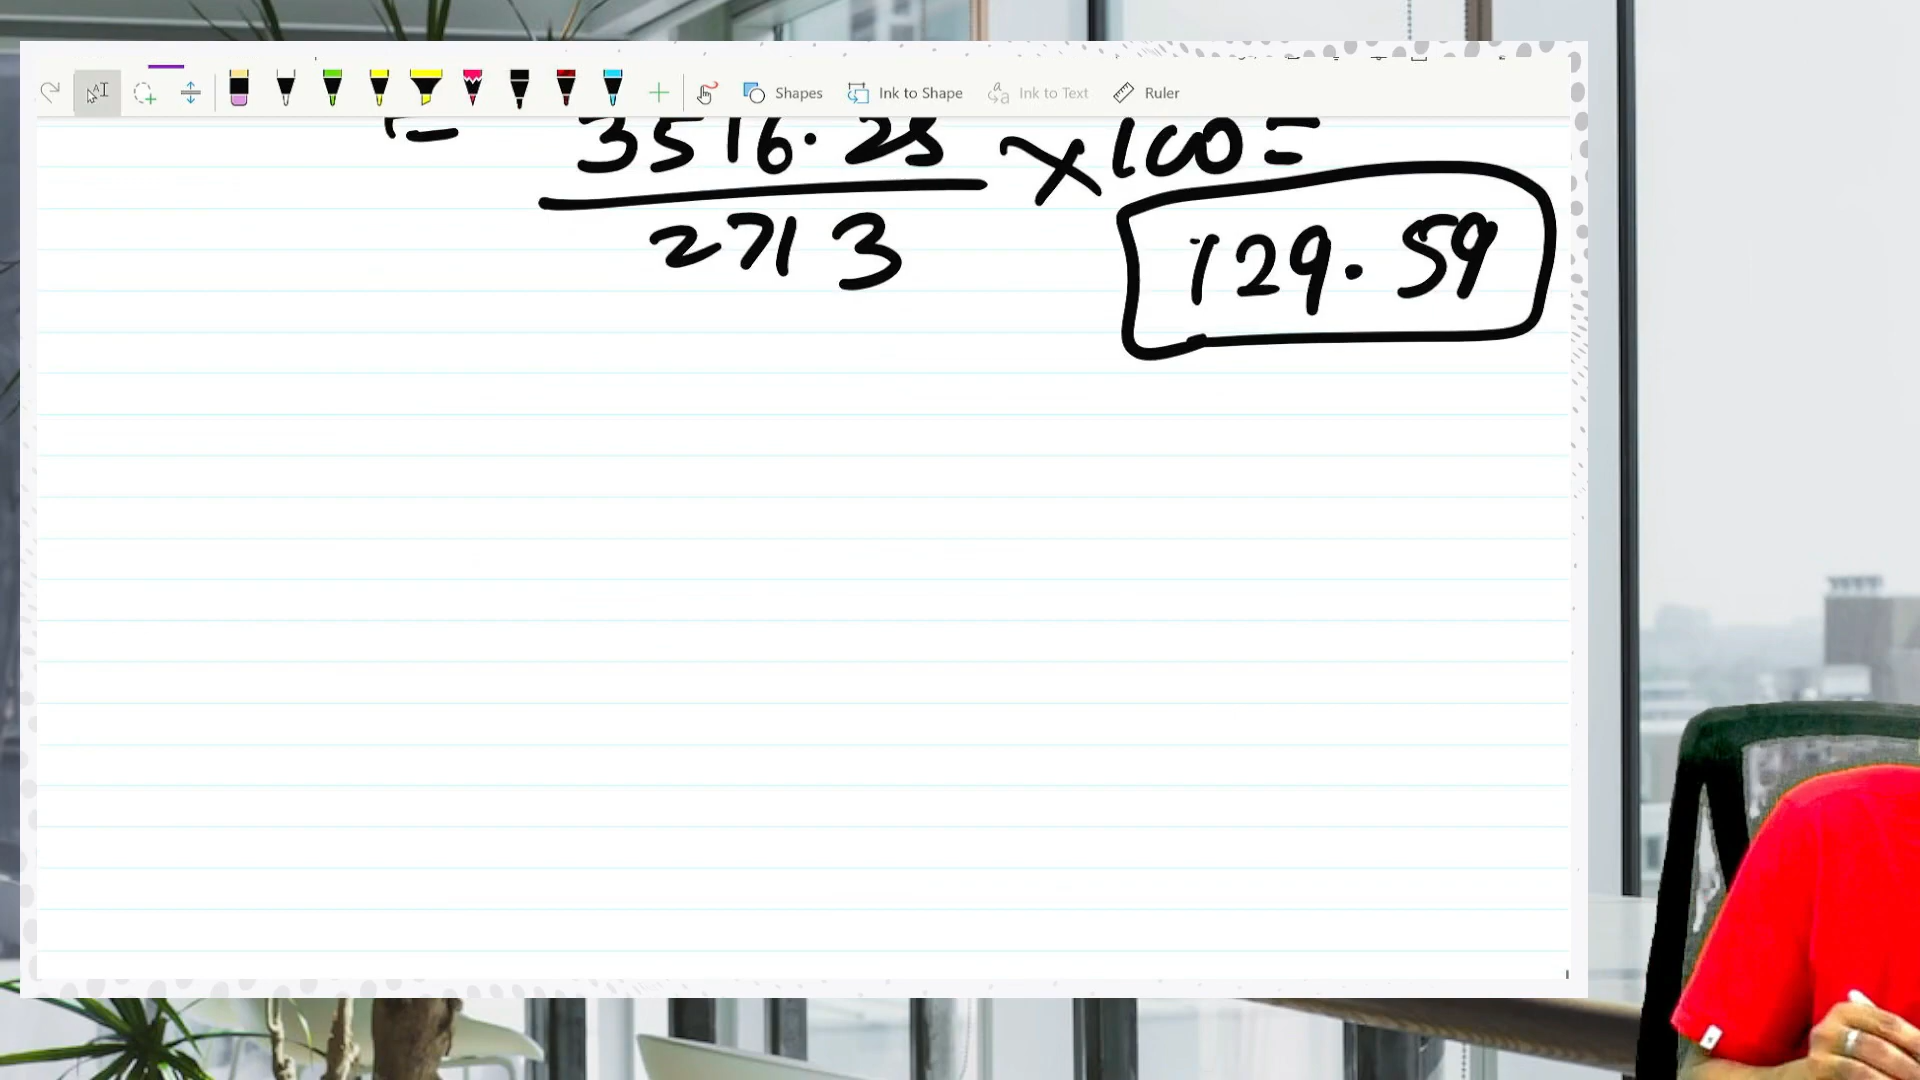 Shapes Ink to Shape Ink to Text Ruler
= 3516.25 × 100 =
2713
129.59